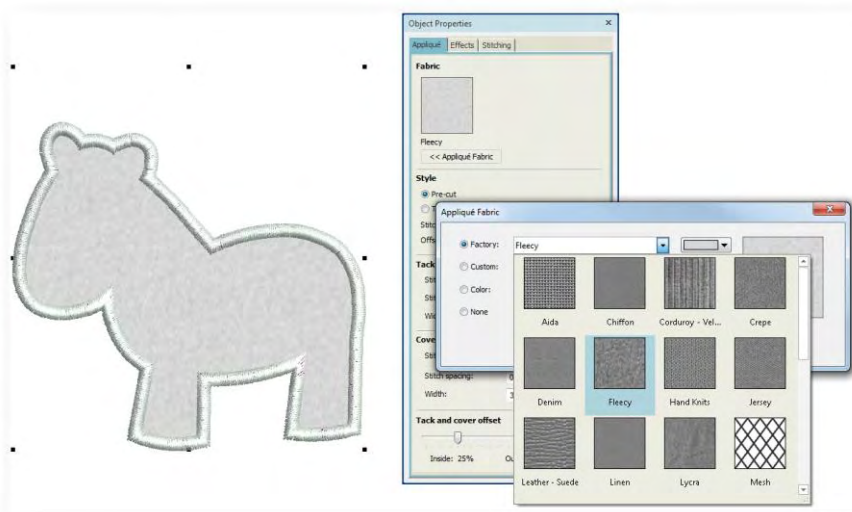 Object Properties
Appliqué Effects Stitching
Fabric
Fleecy
<< Appliqué Fabric
Style
Pre-cut
Appliqué Fabric
Factory: Fleecy
Custom:
Color:
None
Aida Chiffon Corduroy - Vel... Crepe
Denim Fleecy Hand Knits Jersey
Leather - Suede Linen Lycra Mesh
Tack
Cove
Stitch spacing:
Width:
Tack and cover offset
Inside: 25%